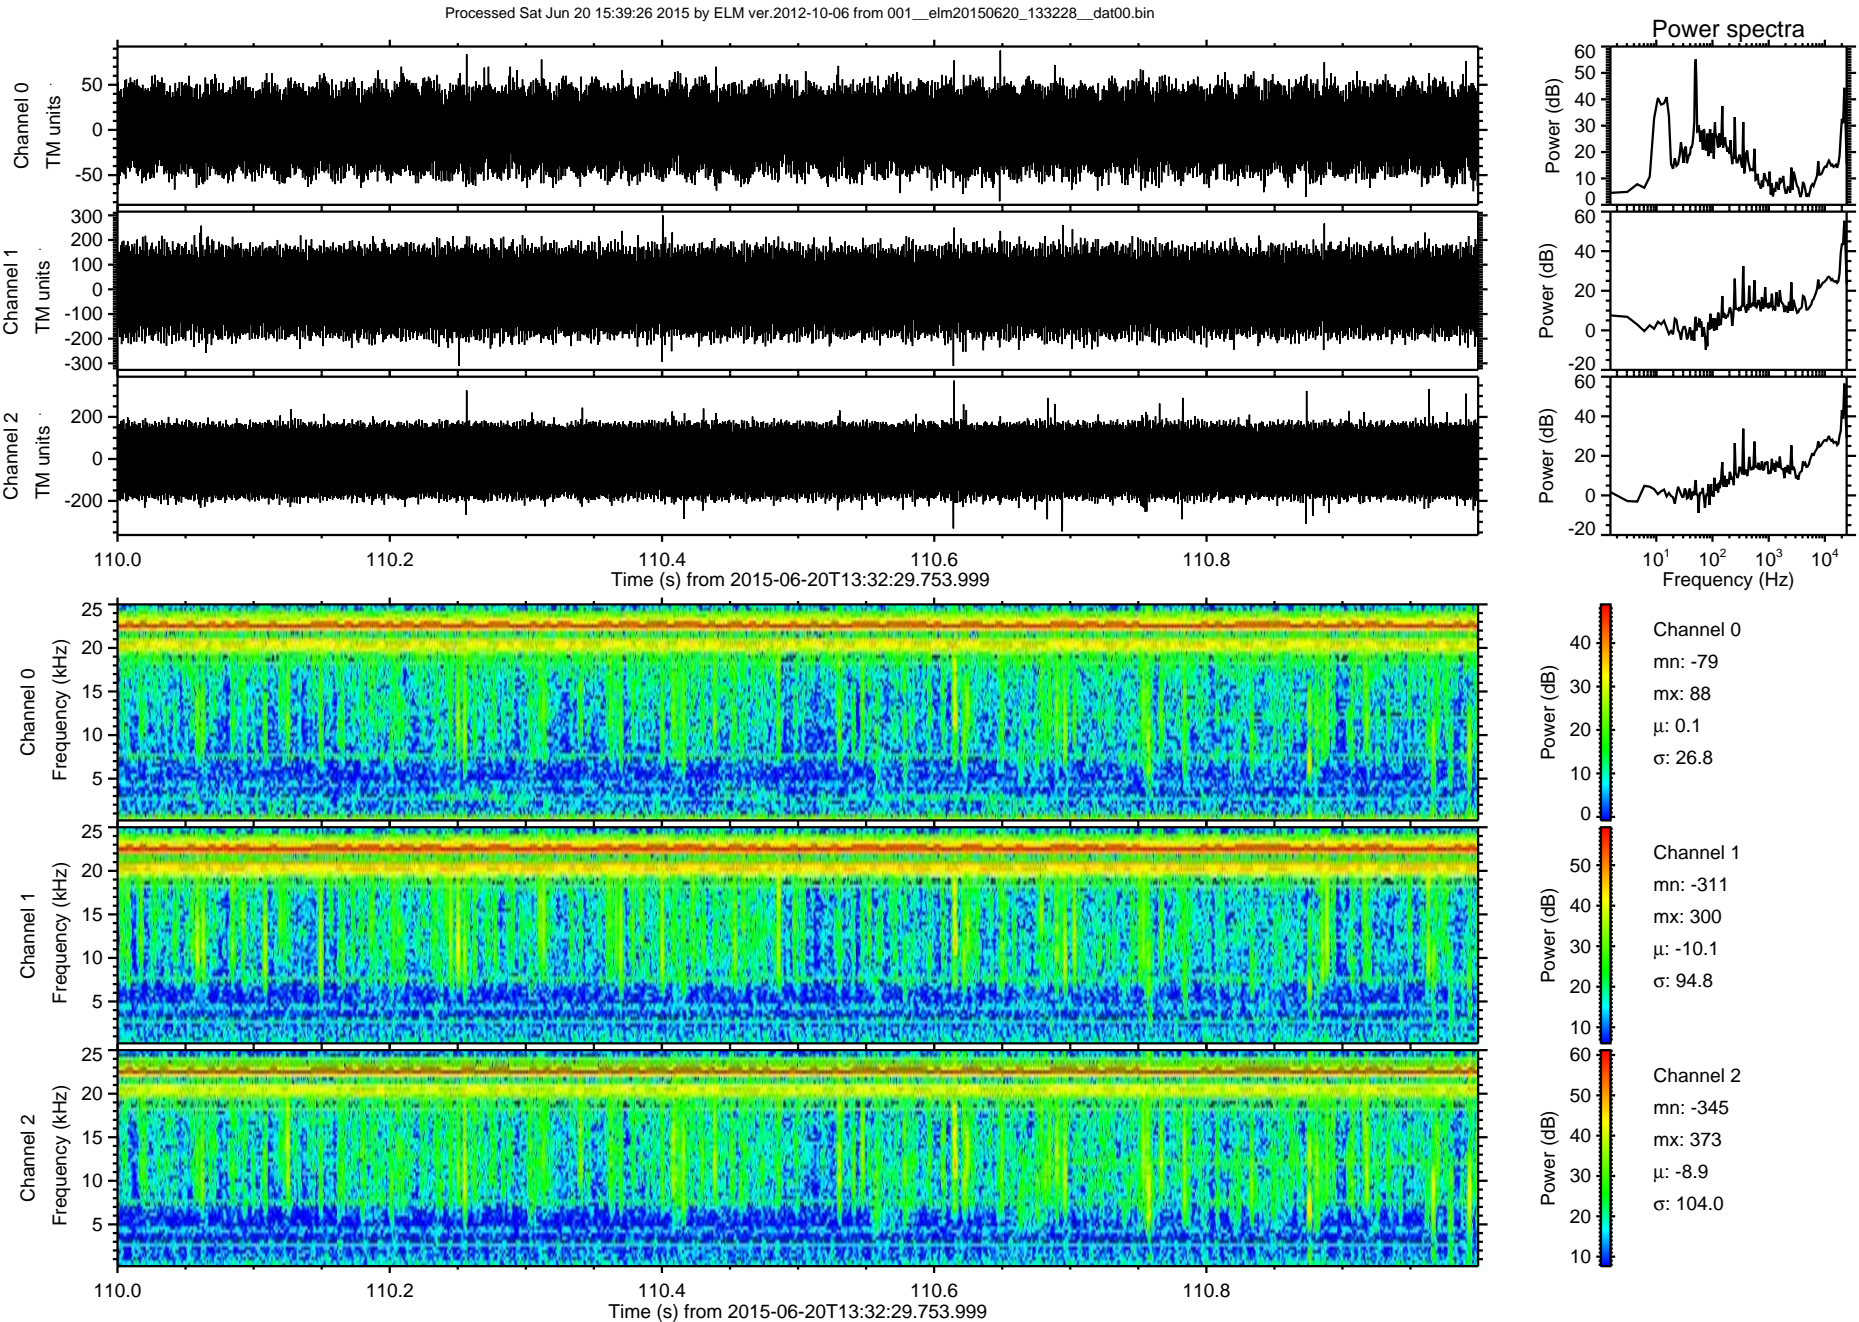 Processed Sat Jun 20 15:39:26 2015 by ELM ver.2012-10-06 from 001__elm20150620_133228__dat00.bin
Power spectra
Channel 0
TM units
50
0
-50
Power (dB)
60
50
40
30
20
10
0
Channel 1
TM units
300
200
100
0
-100
-200
-300
Power (dB)
60
40
20
0
-20
Channel 2
TM units
200
0
-200
Power (dB)
60
40
20
0
-20
110.0 110.2 110.4 110.6 110.8
Time (s) from 2015-06-20T13:32:29.753.999
10^1 10^2 10^3 10^4
Frequency (Hz)
Channel 0
Frequency (kHz)
25
20
15
10
5
Power (dB)
40
30
20
10
0
Channel 0
mn: -79
mx: 88
μ: 0.1
σ: 26.8
Channel 1
Frequency (kHz)
25
20
15
10
5
Power (dB)
50
40
30
20
10
Channel 1
mn: -311
mx: 300
μ: -10.1
σ: 94.8
Channel 2
Frequency (kHz)
25
20
15
10
5
Power (dB)
60
50
40
30
20
10
Channel 2
mn: -345
mx: 373
μ: -8.9
σ: 104.0
110.0 110.2 110.4 110.6 110.8
Time (s) from 2015-06-20T13:32:29.753.999